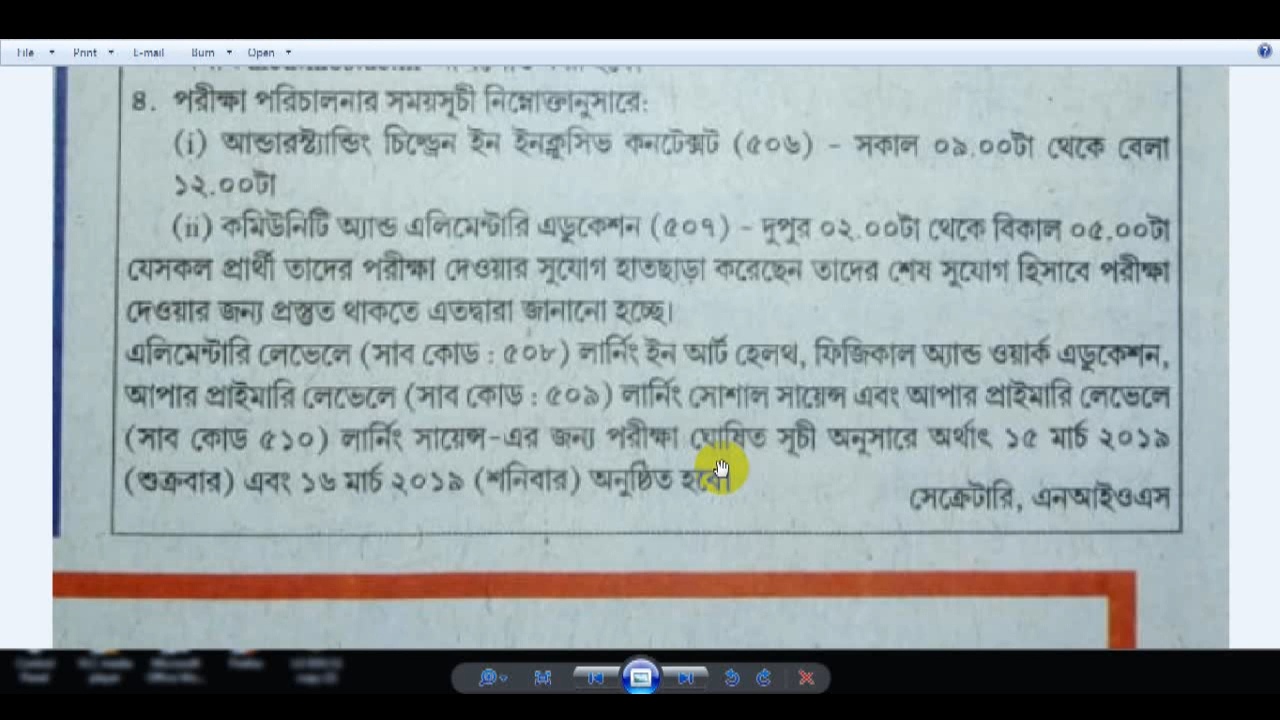 File Print E-mail Burn Open
৪. পরীক্ষা পরিচালনার সময়সূচী নিম্নোক্তানুসারে:
(i) আন্ডারস্ট্যান্ডিং চিল্ড্রেন ইন ইনক্লুসিভ কনটেক্সট (৫০৬) - সকাল ০৯.০০টা থেকে বেলা
১২.০০টা
(ii) কমিউনিটি অ্যান্ড এলিমেন্টারি এডুকেশন (৫০৭) - দুপুর ০২.০০টা থেকে বিকাল ০৫.০০টা
যেসকল প্রার্থী তাদের পরীক্ষা দেওয়ার সুযোগ হাতছাড়া করেছেন তাদের শেষ সুযোগ হিসাবে পরীক্ষা
দেওয়ার জন্য প্রস্তুত থাকতে এতদ্বারা জানানো হচ্ছে।
এলিমেন্টারি লেভেলে (সাব কোড : ৫০৮) লার্নিং ইন আর্ট হেলথ, ফিজিকাল অ্যান্ড ওয়ার্ক এডুকেশন,
আপার প্রাইমারি লেভেলে (সাব কোড : ৫০৯) লার্নিং সোশাল সায়েন্স এবং আপার প্রাইমারি লেভেলে
(সাব কোড ৫১০) লার্নিং সায়েন্স-এর জন্য পরীক্ষা ঘোষিত সূচী অনুসারে অর্থাৎ ১৫ মার্চ ২০১৯
(শুক্রবার) এবং ১৬ মার্চ ২০১৯ (শনিবার) অনুষ্ঠিত হবে।
সেক্রেটারি, এনআইওএস